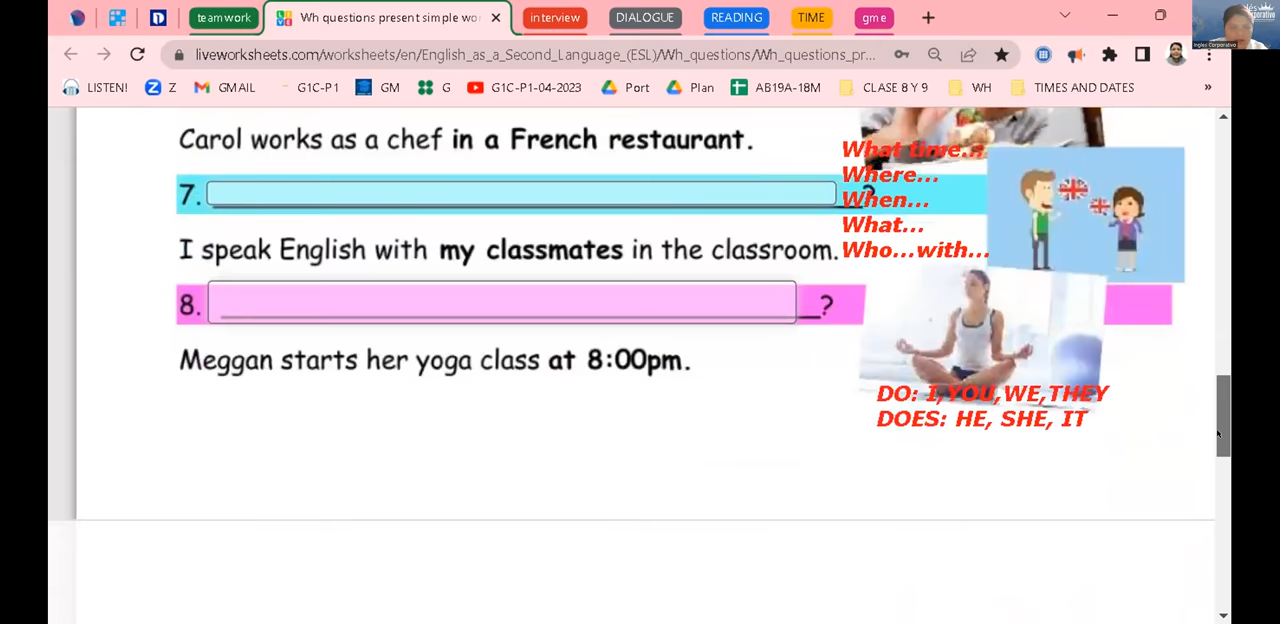 teamwork
Wh questions present simple wo
interview
DIALOGUE
READING
TIME
gme
liveworksheets.com/worksheets/en/English_as_a_Second_Language_(ESL)/Wh_questions/Wh_questions_pr...
LISTEN!
Z
GMAIL
G1C-P1
GM
G
G1C-P1-04-2023
Port
Plan
AB19A-18M
CLASE 8 Y 9
WH
TIMES AND DATES
»
Carol works as a chef in a French restaurant.
What time...
Where...
7. ?
When...
What...
I speak English with my classmates in the classroom.
Who...with...
8. ?
Meggan starts her yoga class at 8:00pm.
DO: I,YOU,WE,THEY
DOES: HE, SHE, IT
Ingles Corporativo